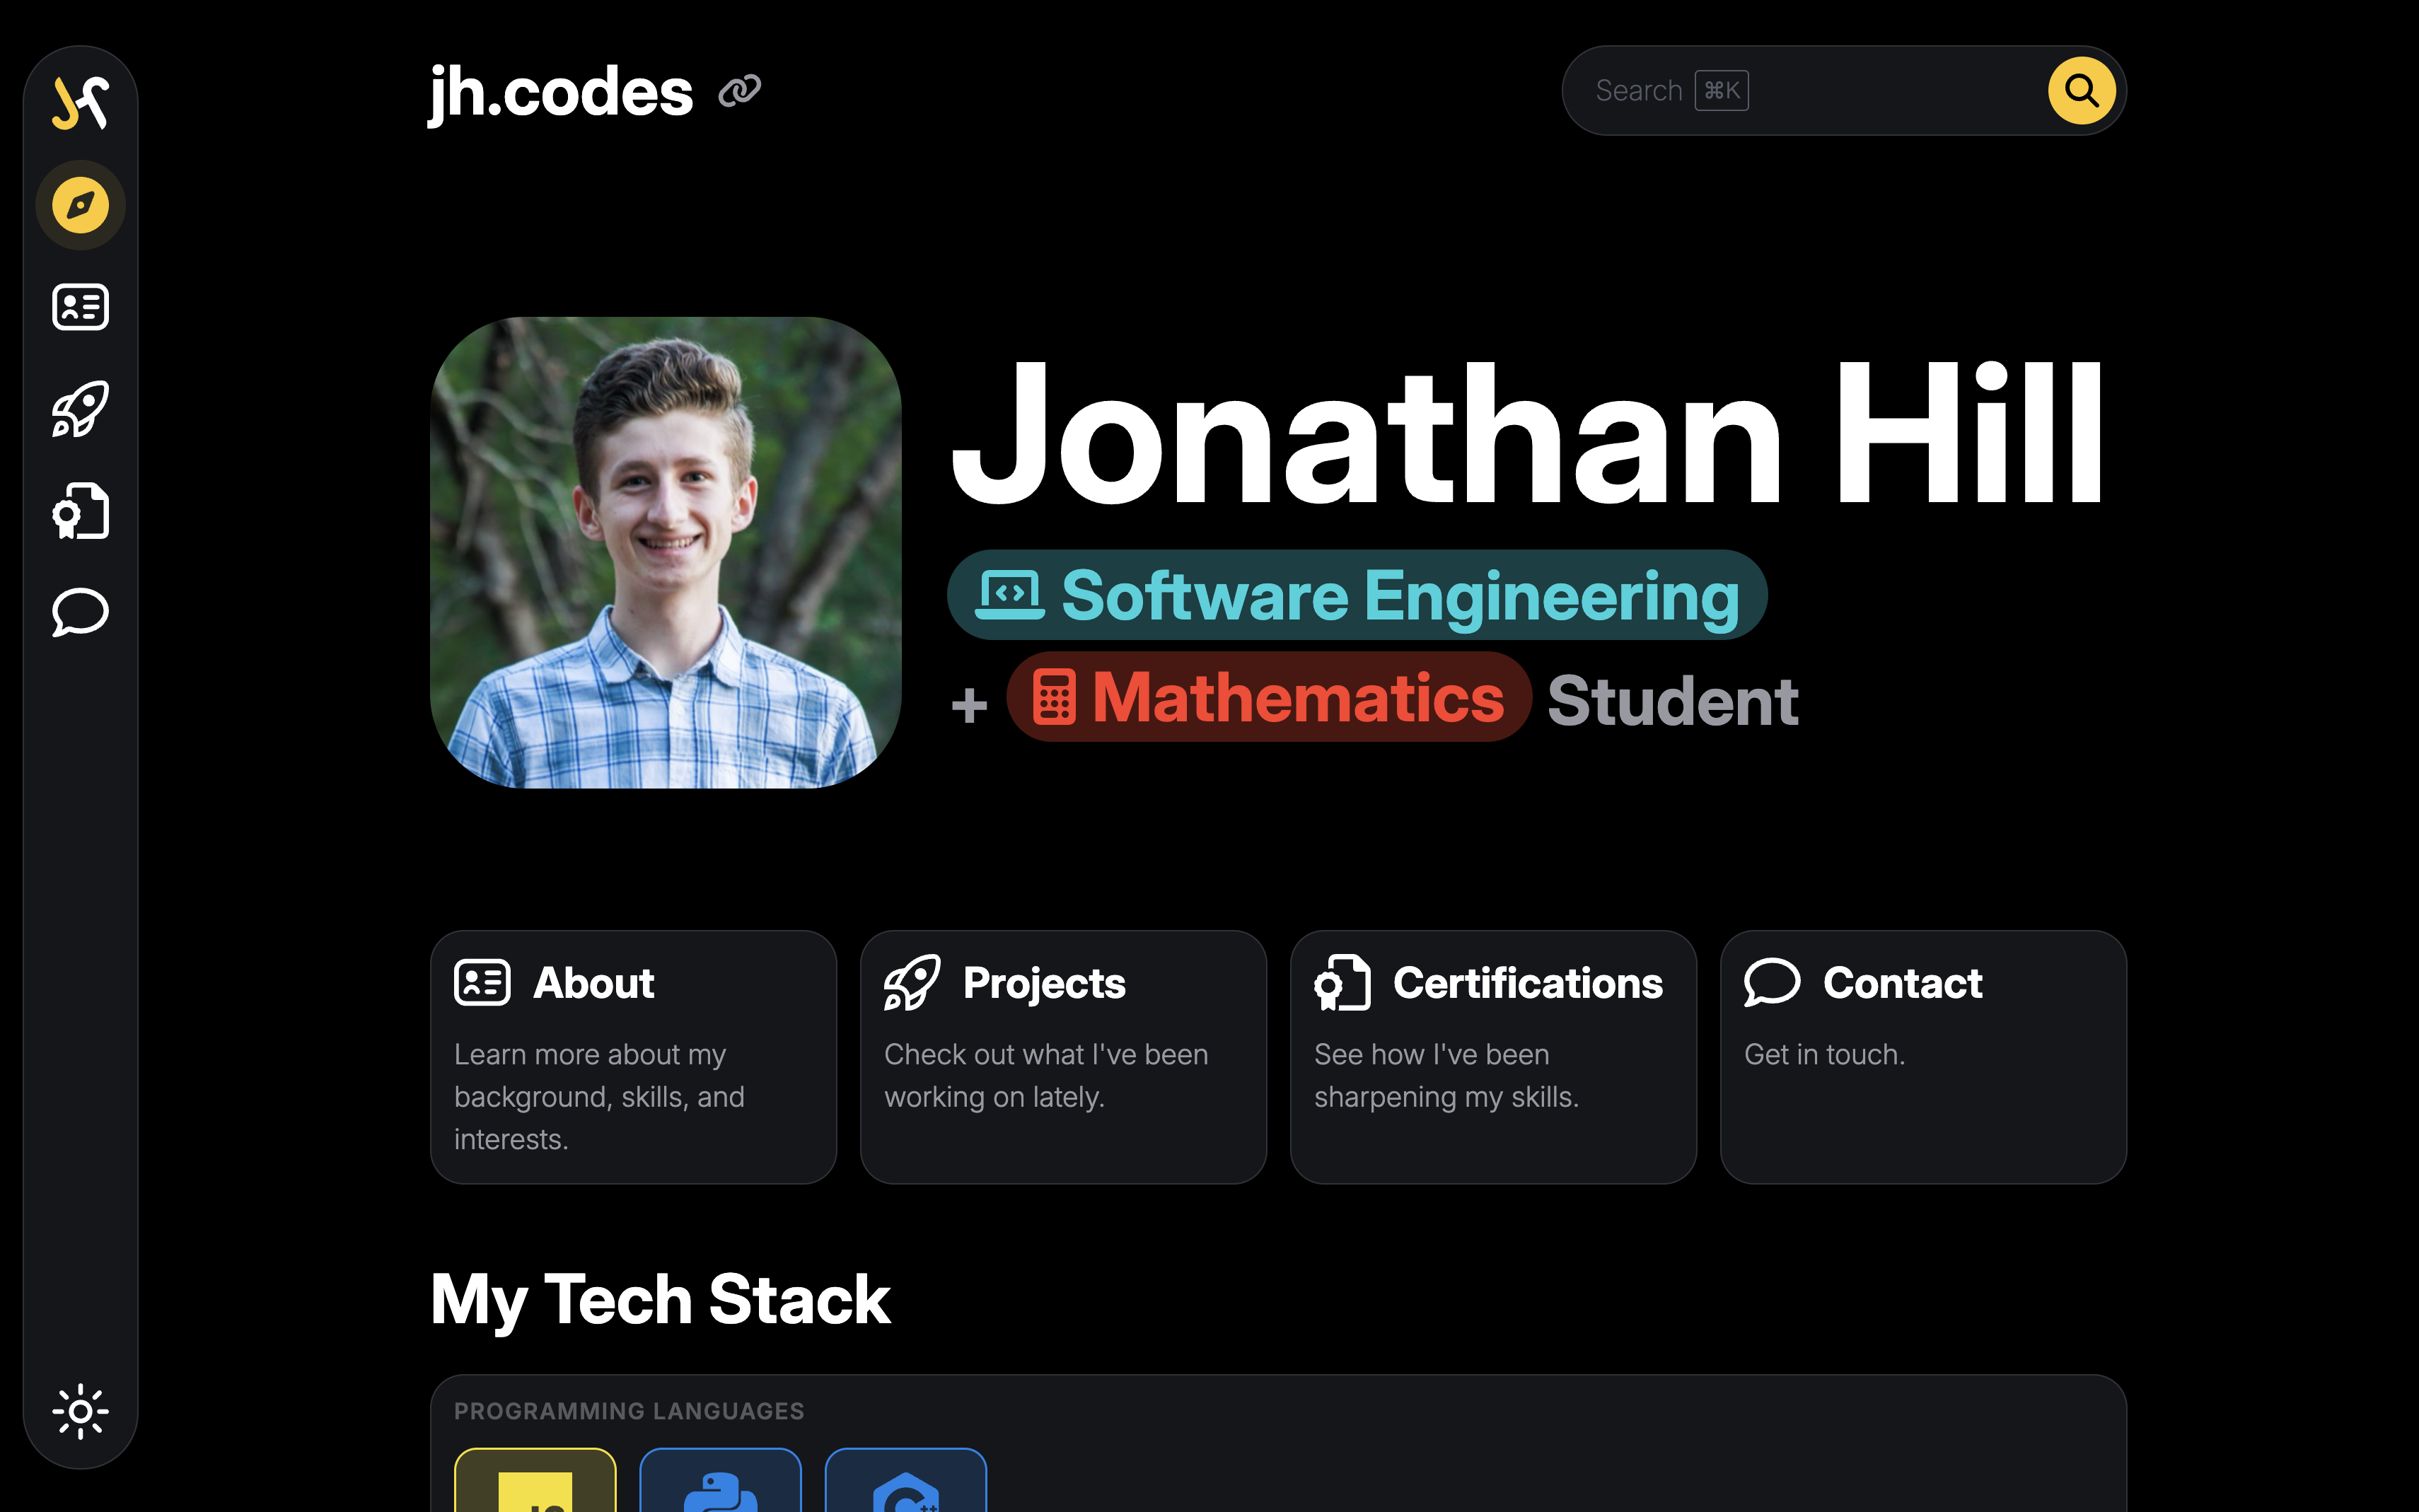 jh.codes
Search ⌘K
Jonathan Hill
Software Engineering
+ Mathematics Student
About
Learn more about my
background, skills, and
interests.
Projects
Check out what I've been
working on lately.
Certifications
See how I've been
sharpening my skills.
Contact
Get in touch.
My Tech Stack
PROGRAMMING LANGUAGES